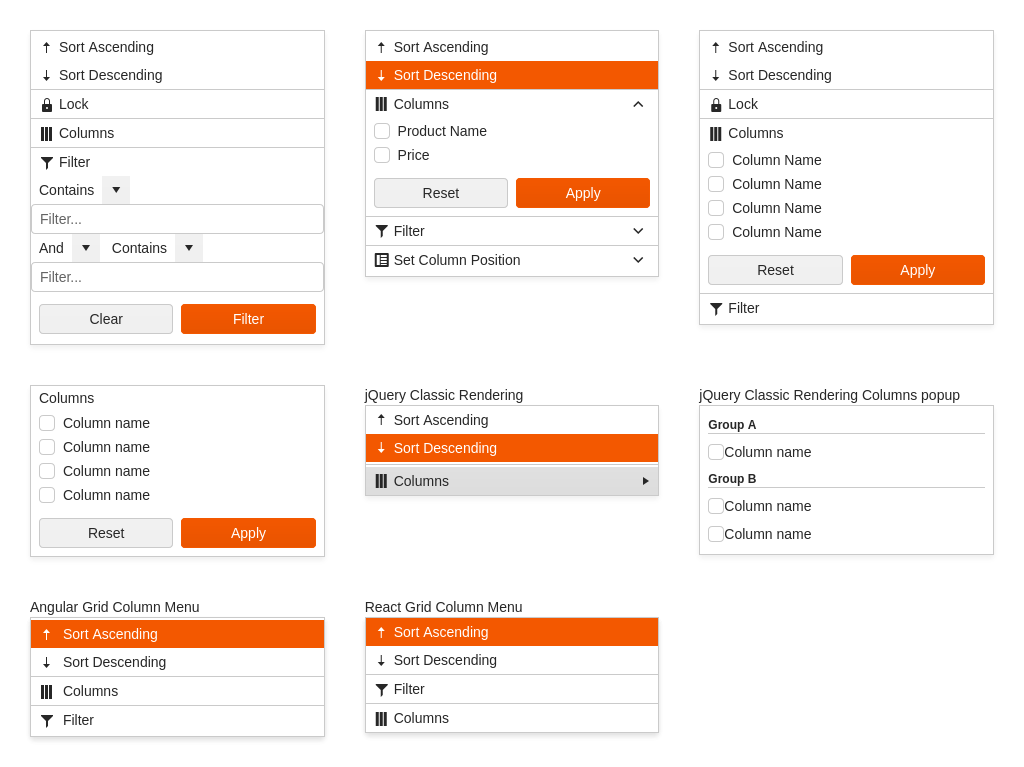 Sort Ascending
Sort Descending
Lock
Columns
Filter
Contains
Filter...
And Contains
Filter...
Clear Filter
Sort Ascending
Sort Descending
Columns
Product Name
Price
Reset Apply
Filter
Set Column Position
Sort Ascending
Sort Descending
Lock
Columns
Column Name
Column Name
Column Name
Column Name
Reset Apply
Filter
Columns
Column name
Column name
Column name
Column name
Reset Apply
jQuery Classic Rendering
Sort Ascending
Sort Descending
Columns
jQuery Classic Rendering Columns popup
Group A
Column name
Group B
Column name
Column name
Angular Grid Column Menu
Sort Ascending
Sort Descending
Columns
Filter
React Grid Column Menu
Sort Ascending
Sort Descending
Filter
Columns